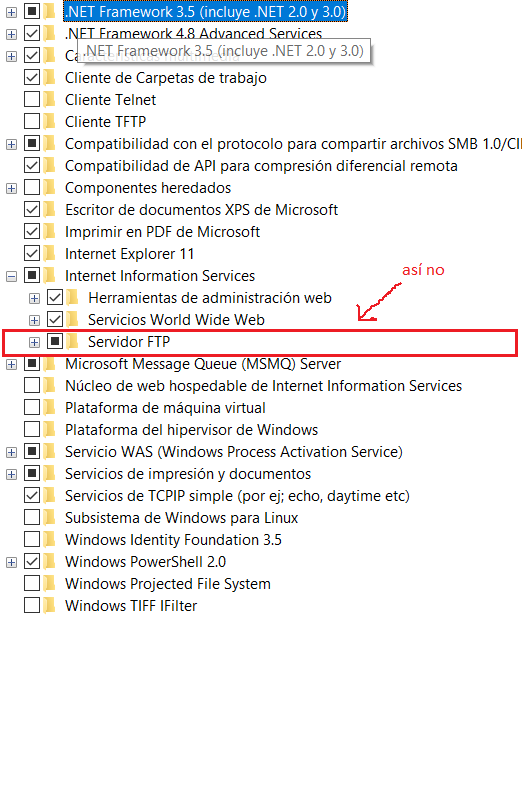 .NET Framework 3.5 (incluye .NET 2.0 y 3.0)
.NET Framework 4.8 Advanced Services
.NET Framework 3.5 (incluye .NET 2.0 y 3.0)
Cliente de Carpetas de trabajo
Cliente Telnet
Cliente TFTP
Compatibilidad con el protocolo para compartir archivos SMB 1.0/CI
Compatibilidad de API para compresión diferencial remota
Componentes heredados
Escritor de documentos XPS de Microsoft
Imprimir en PDF de Microsoft
Internet Explorer 11
Internet Information Services
así no
Herramientas de administración web
Servicios World Wide Web
Servidor FTP
Microsoft Message Queue (MSMQ) Server
Núcleo de web hospedable de Internet Information Services
Plataforma de máquina virtual
Plataforma del hipervisor de Windows
Servicio WAS (Windows Process Activation Service)
Servicios de impresión y documentos
Servicios de TCPIP simple (por ej; echo, daytime etc)
Subsistema de Windows para Linux
Windows Identity Foundation 3.5
Windows PowerShell 2.0
Windows Projected File System
Windows TIFF IFilter